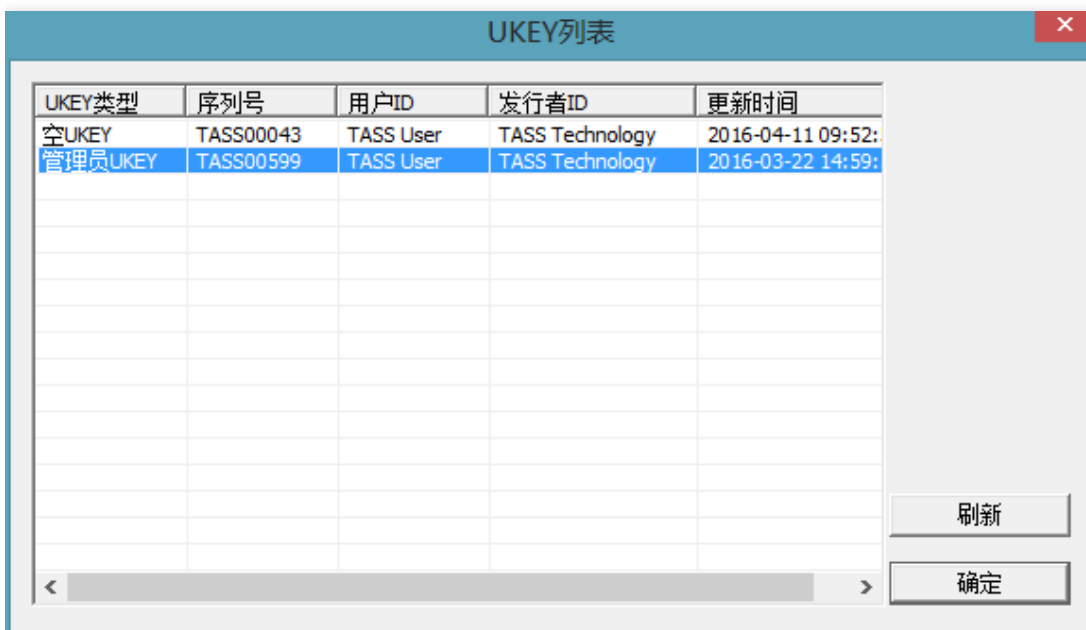 UKEY列表
UKEY类型 序列号 用户ID 发行者ID 更新时间
空UKEY TASS00043 TASS User TASS Technology 2016-04-11 09:52:
管理员UKEY TASS00599 TASS User TASS Technology 2016-03-22 14:59:
刷新
确定